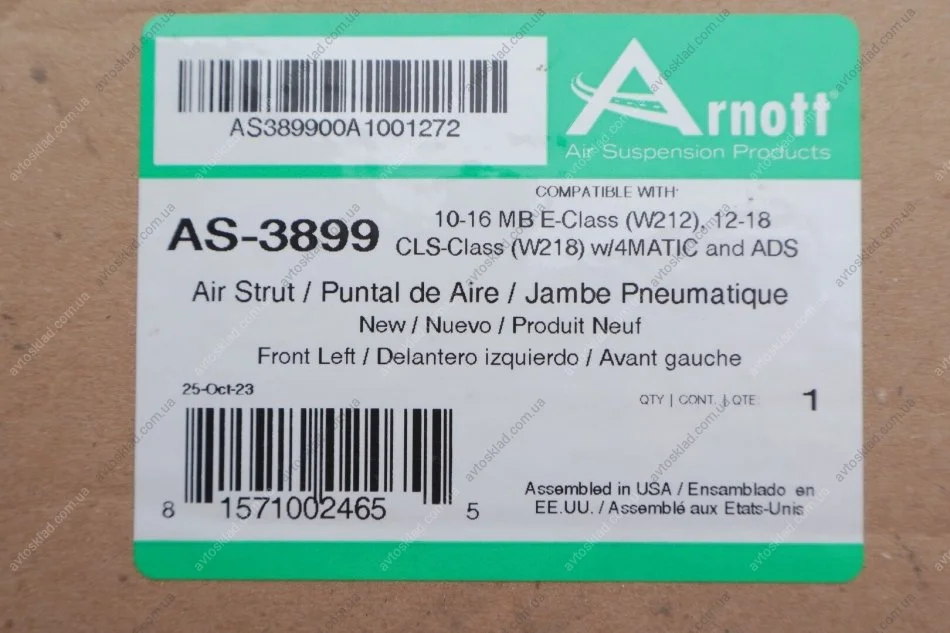 AS389900A1001272
Arnott®
Air Suspension Products
COMPATIBLE WITH:
AS-3899
10-16 MB E-Class (W212), 12-18
CLS-Class (W218) w/4MATIC and ADS
Air Strut / Puntal de Aire / Jambe Pneumatique
New / Nuevo / Produit Neuf
Front Left / Delantero izquierdo / Avant gauche
25-Oct-23
QTY | CONT. | QTE 1
8 1571002465 5
Assembled in USA / Ensamblado en
EE.UU. / Assemblé aux Etats-Unis
avtosklad.com.ua